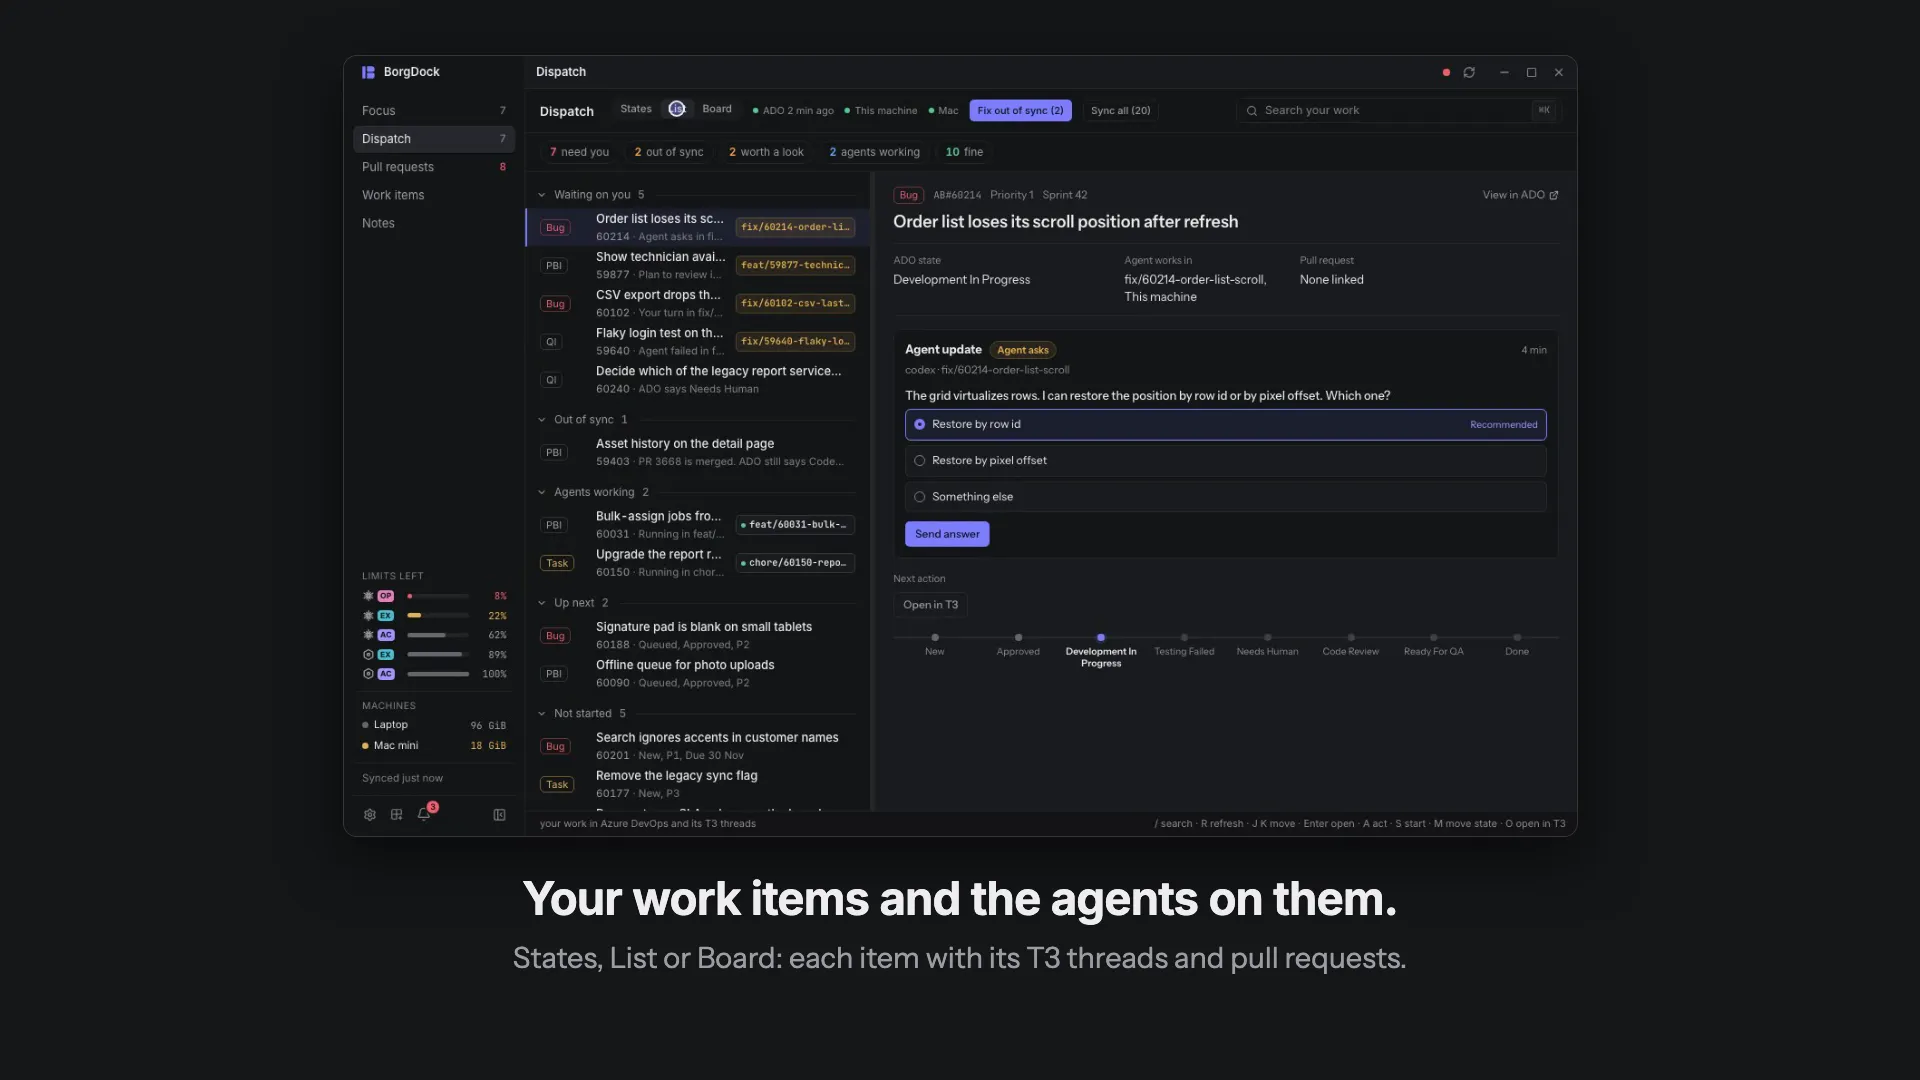 BorgDock
Dispatch
Focus 7
Dispatch 7
Pull requests 8
Work items
Notes
LIMITS LEFT
OP 8%
EX 22%
AC 62%
EX 89%
AC 100%
MACHINES
Laptop 96 GiB
Mac mini 18 GiB
Synced just now
3
Dispatch States List Board ADO 2 min ago This machine Mac Fix out of sync (2) Sync all (20) Search your work ⌘K
7 need you 2 out of sync 2 worth a look 2 agents working 10 fine
Waiting on you 5
Bug Order list loses its sc... fix/60214-order-li…
60214 · Agent asks in fi...
PBI Show technician avai... feat/59877-technic…
59877 · Plan to review i...
Bug CSV export drops th... fix/60102-csv-last…
60102 · Your turn in fix/...
QI Flaky login test on th... fix/59640-flaky-lo…
59640 · Agent failed in f...
QI Decide which of the legacy report service...
60240 · ADO says Needs Human
Out of sync 1
PBI Asset history on the detail page
59403 · PR 3668 is merged. ADO still says Code...
Agents working 2
PBI Bulk-assign jobs fro... feat/60031-bulk-…
60031 · Running in feat/...
Task Upgrade the report r... chore/60150-repo…
60150 · Running in chor...
Up next 2
Bug Signature pad is blank on small tablets
60188 · Queued, Approved, P2
PBI Offline queue for photo uploads
60090 · Queued, Approved, P2
Not started 5
Bug Search ignores accents in customer names
60201 · New, P1, Due 30 Nov
Task Remove the legacy sync flag
60177 · New, P3
Bug AB#60214 Priority 1 Sprint 42 View in ADO
Order list loses its scroll position after refresh
ADO state Agent works in Pull request
Development In Progress fix/60214-order-list-scroll, None linked
This machine
Agent update Agent asks 4 min
codex · fix/60214-order-list-scroll
The grid virtualizes rows. I can restore the position by row id or by pixel offset. Which one?
Restore by row id Recommended
Restore by pixel offset
Something else
Send answer
Next action
Open in T3
New Approved Development In Testing Failed Needs Human Code Review Ready For QA Done
Progress
your work in Azure DevOps and its T3 threads / search · R refresh · J K move · Enter open · A act · S start · M move state · O open in T3
Your work items and the agents on them.
States, List or Board: each item with its T3 threads and pull requests.